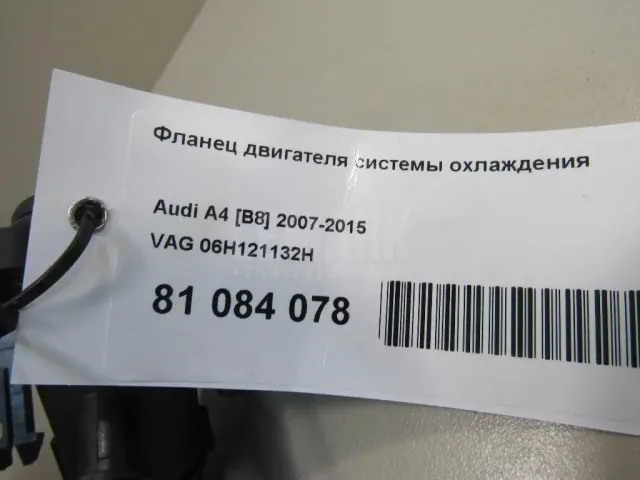 Фланец двигателя системы охлаждения
Audi A4 [B8] 2007-2015
VAG 06H121132H
81 084 078